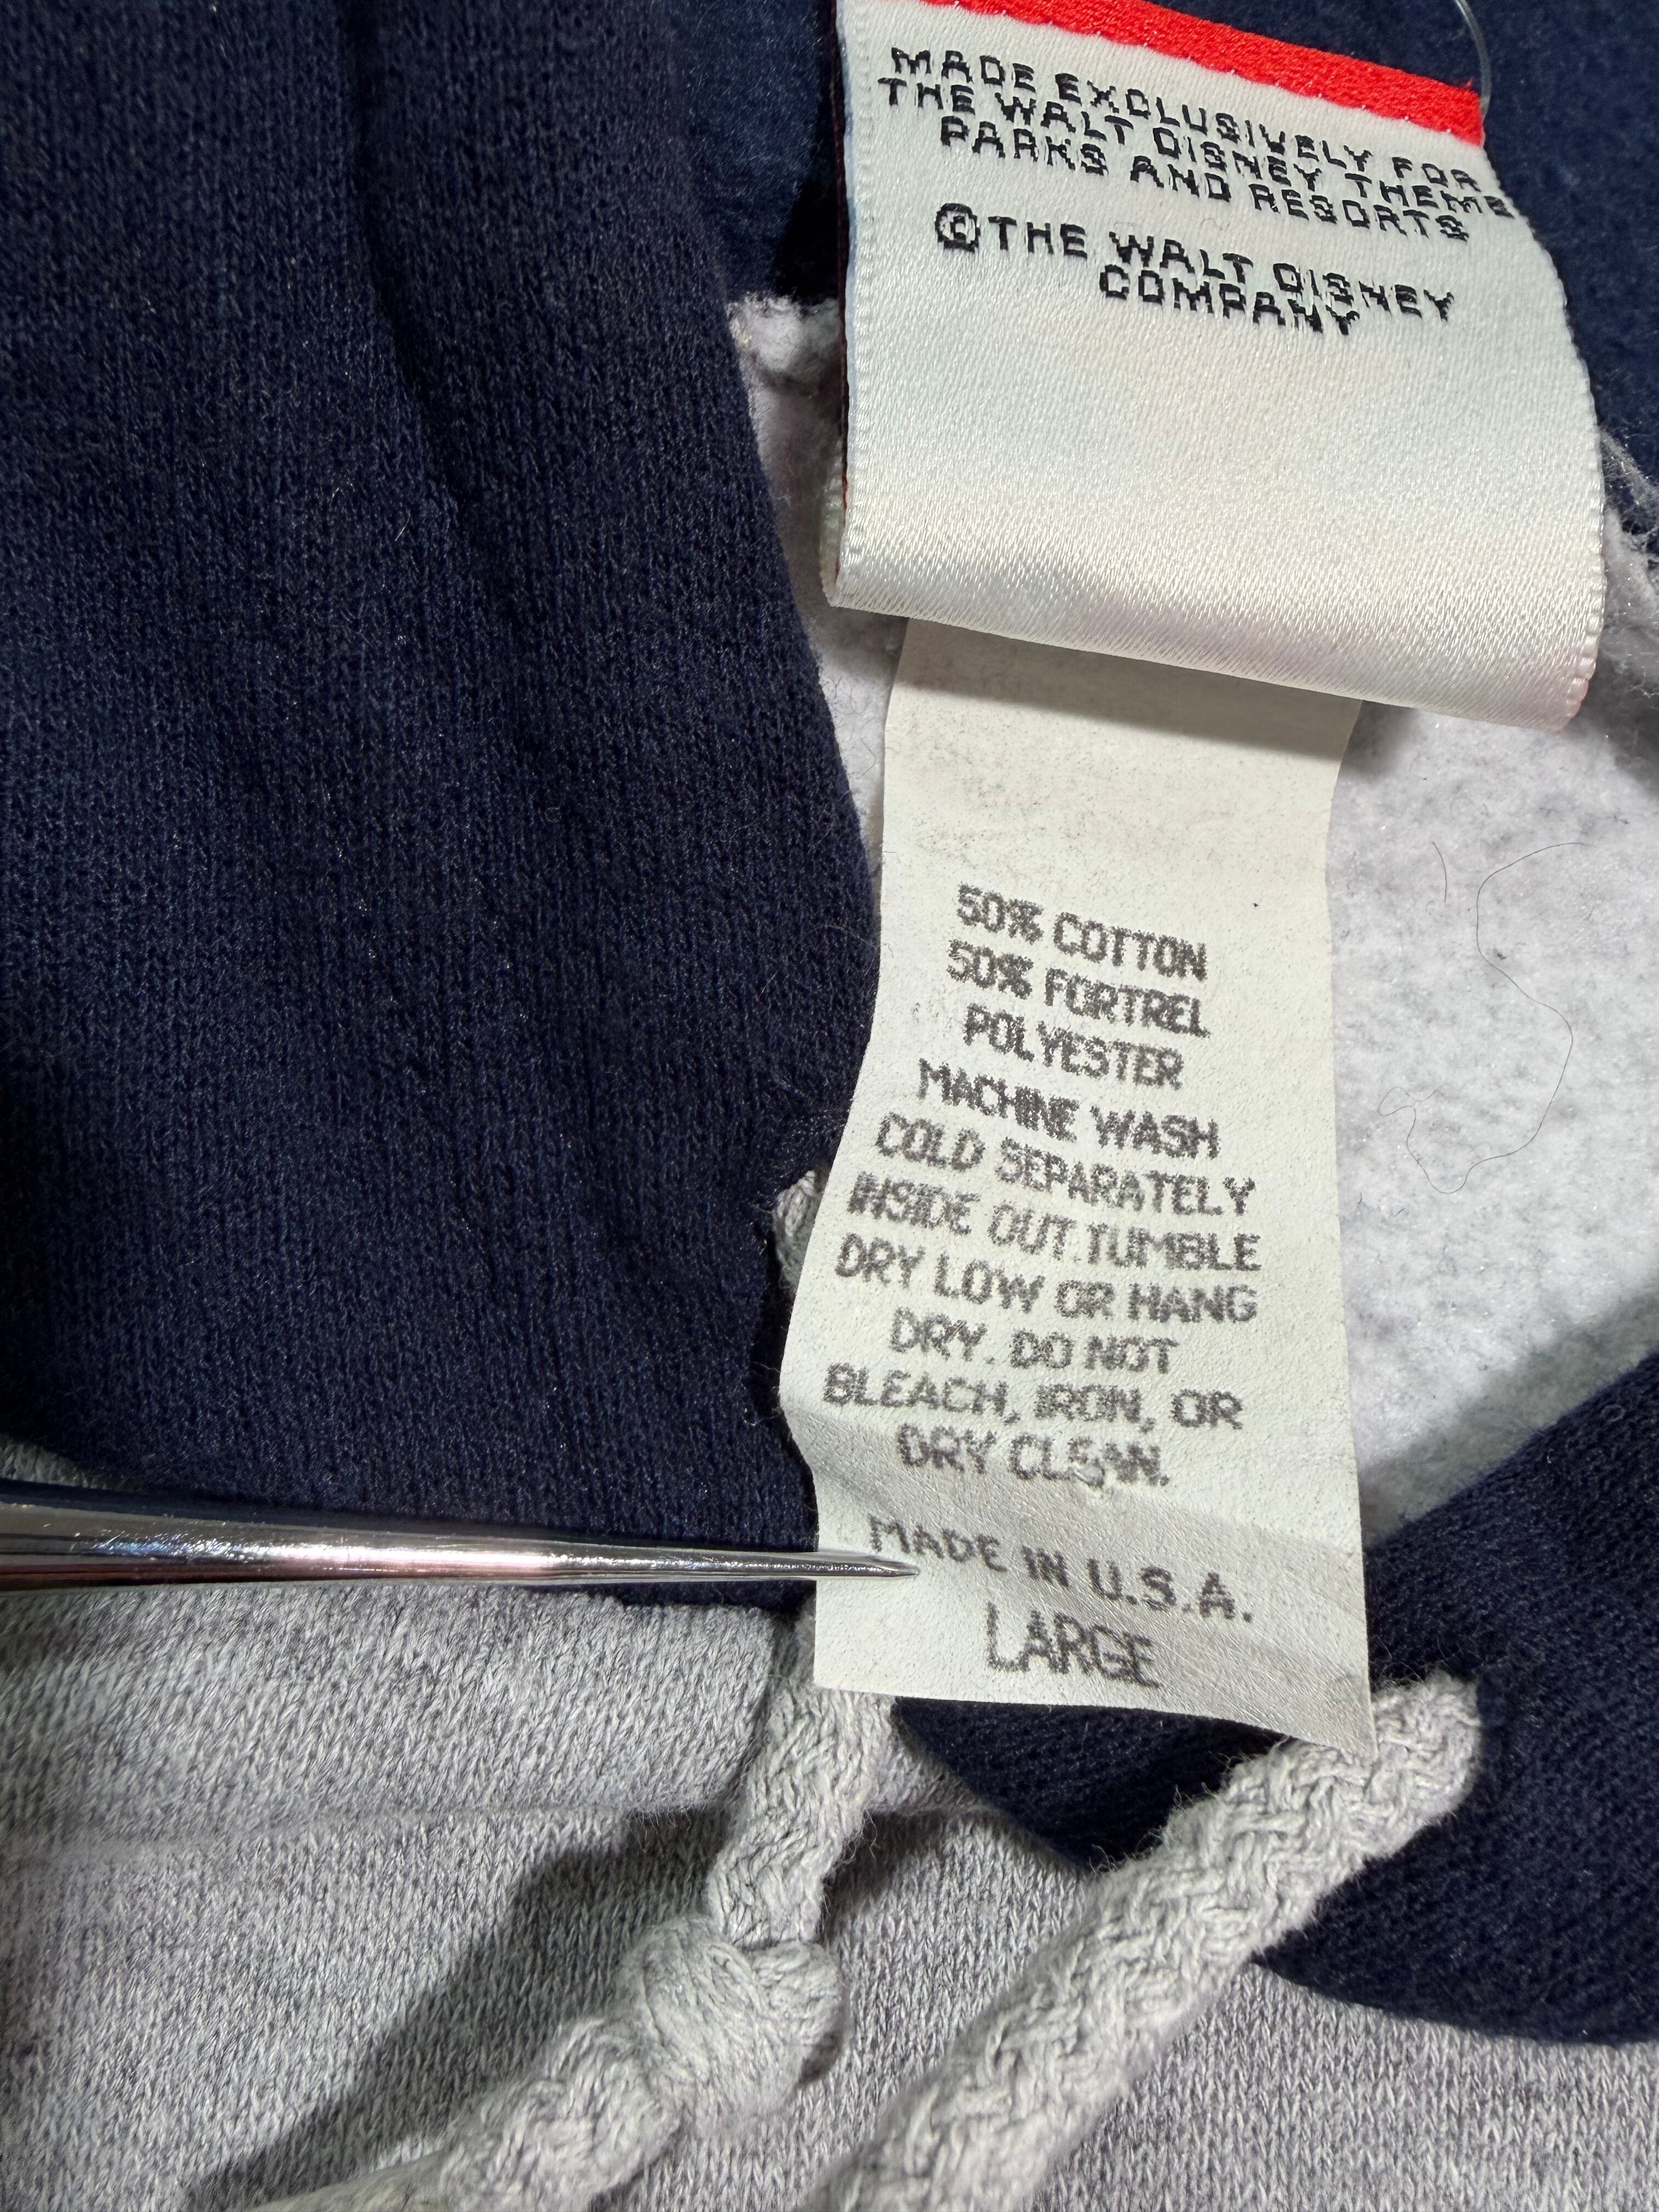 MADE EXCLUSIVELY FOR
THE WALT DISNEY THEME
PARKS AND RESORTS
©THE WALT DISNEY
COMPANY
50% COTTON
50% FORTREL
POLYESTER
MACHINE WASH
COLD SEPARATELY
INSIDE OUT.TUMBLE
DRY LOW OR HANG
DRY. DO NOT
BLEACH, IRON, OR
DRY CLEAN.
MADE IN U.S.A.
LARGE